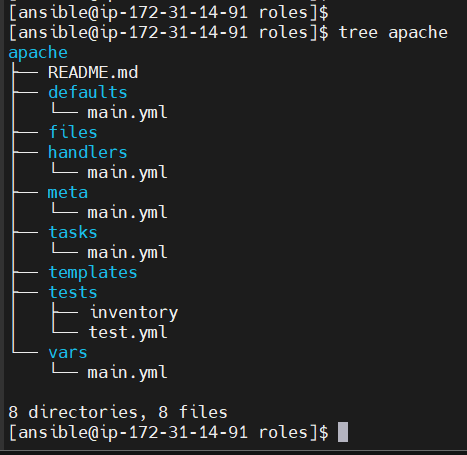 [ansible@ip-172-31-14-91 roles]$
[ansible@ip-172-31-14-91 roles]$ tree apache
apache
├── README.md
├── defaults
│   └── main.yml
├── files
├── handlers
│   └── main.yml
├── meta
│   └── main.yml
├── tasks
│   └── main.yml
├── templates
├── tests
│   ├── inventory
│   └── test.yml
└── vars
    └── main.yml

8 directories, 8 files
[ansible@ip-172-31-14-91 roles]$